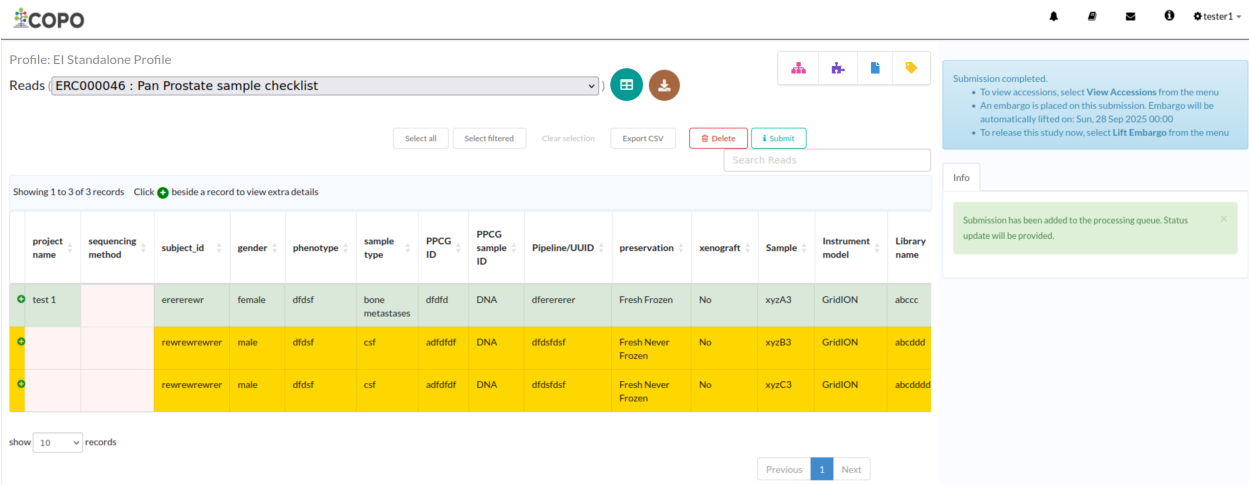 COPO
tester1
Profile: EI Standalone Profile
Reads ( ERC000046 : Pan Prostate sample checklist )
Select all Select filtered Clear selection Export CSV Delete Submit
Search Reads
Showing 1 to 3 of 3 records Click beside a record to view extra details
project name sequencing method subject_id gender phenotype sample type PPCG ID PPCG sample ID Pipeline/UUID preservation xenograft Sample Instrument model Library name
test 1 erererewr female dfdsf bone metastases dfdfd DNA dferererer Fresh Frozen No xyzA3 GridION abccc
rewrewrewrer male dfdsf csf adfdfdf DNA dfdsfdsf Fresh Never Frozen No xyzB3 GridION abcddd
rewrewrewrer male dfdsf csf adfdfdf DNA dfdsfdsf Fresh Never Frozen No xyzC3 GridION abcdddd
show 10 records
Previous 1 Next
Submission completed.
To view accessions, select View Accessions from the menu
An embargo is placed on this submission. Embargo will be
automatically lifted on: Sun, 28 Sep 2025 00:00
To release this study now, select Lift Embargo from the menu
Info
Submission has been added to the processing queue. Status ×
update will be provided.